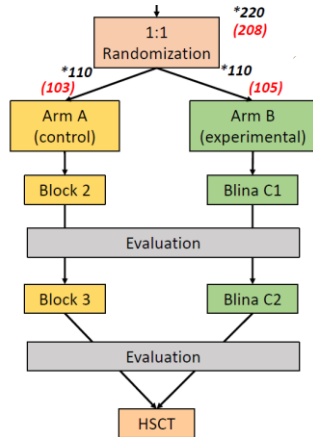 *220
(208)
1:1
Randomization
*110
*110
(103)
(105)
Arm A
(control)
Arm B
(experimental)
Block 2
Blina C1
Evaluation
Block 3
Blina C2
Evaluation
HSCT